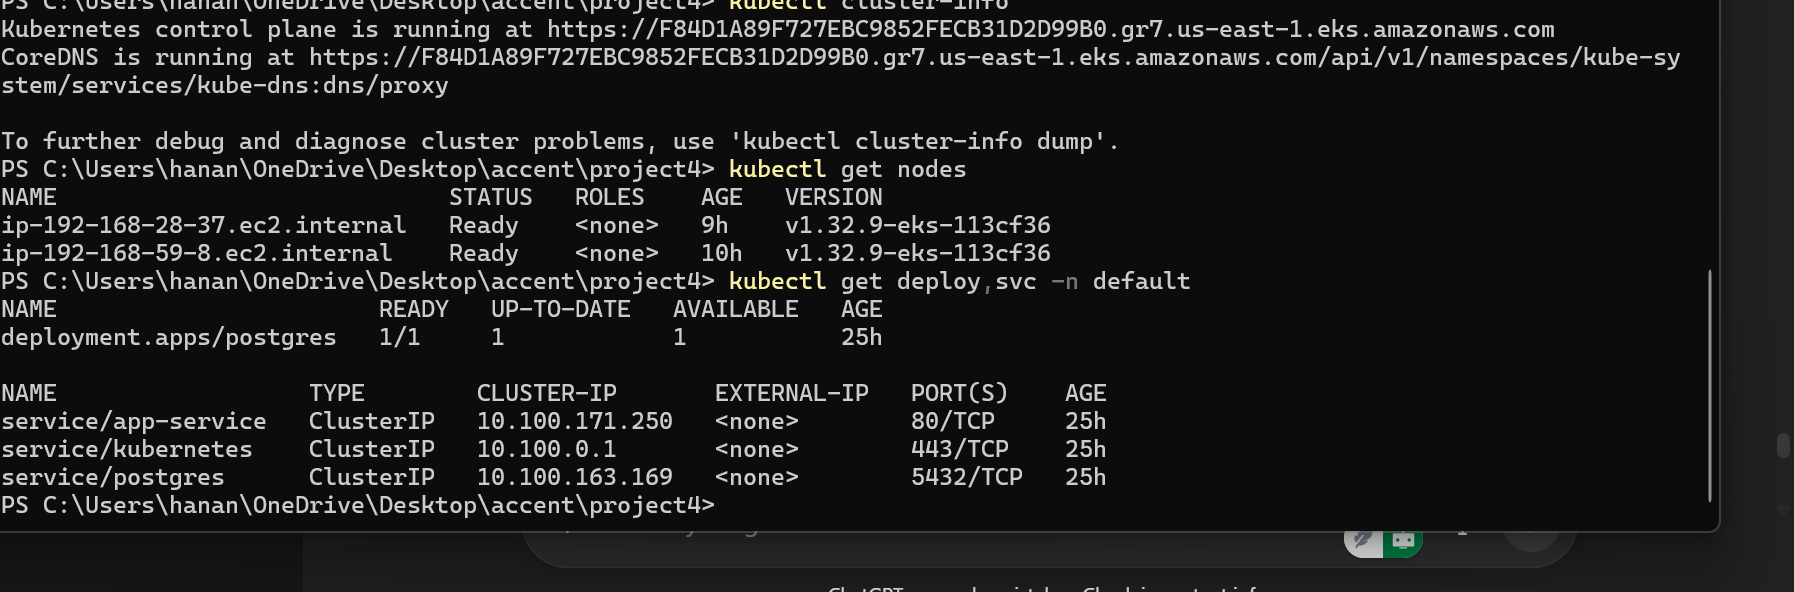 PS C:\Users\hanan\OneDrive\Desktop\accent\project4> kubectl cluster-info
Kubernetes control plane is running at https://F84D1A89F727EBC9852FECB31D2D99B0.gr7.us-east-1.eks.amazonaws.com
CoreDNS is running at https://F84D1A89F727EBC9852FECB31D2D99B0.gr7.us-east-1.eks.amazonaws.com/api/v1/namespaces/kube-sy
stem/services/kube-dns:dns/proxy
To further debug and diagnose cluster problems, use 'kubectl cluster-info dump'.
PS C:\Users\hanan\OneDrive\Desktop\accent\project4> kubectl get nodes
NAME STATUS ROLES AGE VERSION
ip-192-168-28-37.ec2.internal Ready <none> 9h v1.32.9-eks-113cf36
ip-192-168-59-8.ec2.internal Ready <none> 10h v1.32.9-eks-113cf36
PS C:\Users\hanan\OneDrive\Desktop\accent\project4> kubectl get deploy,svc -n default
NAME READY UP-TO-DATE AVAILABLE AGE
deployment.apps/postgres 1/1 1 1 25h
NAME TYPE CLUSTER-IP EXTERNAL-IP PORT(S) AGE
service/app-service ClusterIP 10.100.171.250 <none> 80/TCP 25h
service/kubernetes ClusterIP 10.100.0.1 <none> 443/TCP 25h
service/postgres ClusterIP 10.100.163.169 <none> 5432/TCP 25h
PS C:\Users\hanan\OneDrive\Desktop\accent\project4>